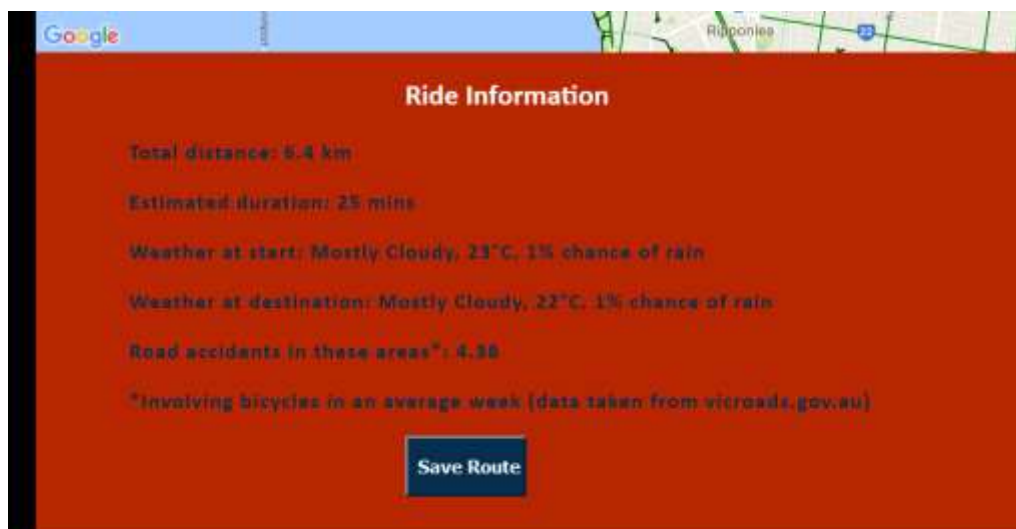 Google
Ripponlea
22
Ride Information
Total distance: 6.4 km
Estimated duration: 25 mins
Weather at start: Mostly Cloudy, 23°C, 1% chance of rain
Weather at destination: Mostly Cloudy, 22°C, 1% chance of rain
Road accidents in these areas*: 4.36
*Involving bicycles in an average week (data taken from vicroads.gov.au)
Save Route